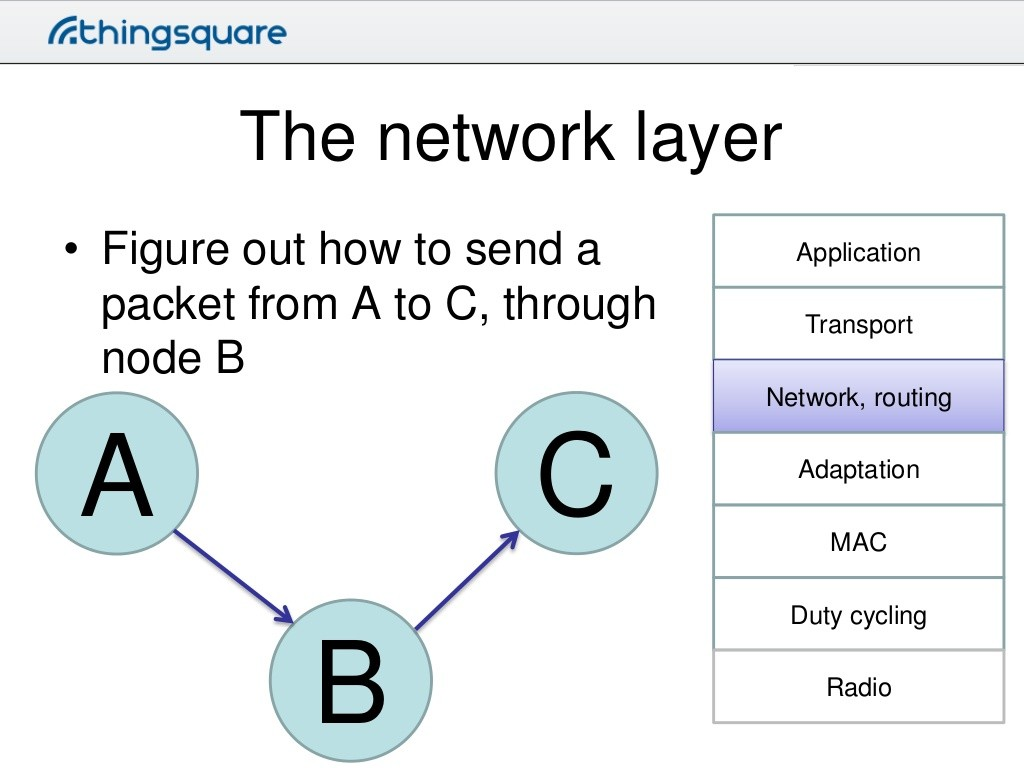 thingsquare
The network layer
• Figure out how to send a
packet from A to C, through
node B
A
C
B
Application
Transport
Network, routing
Adaptation
MAC
Duty cycling
Radio